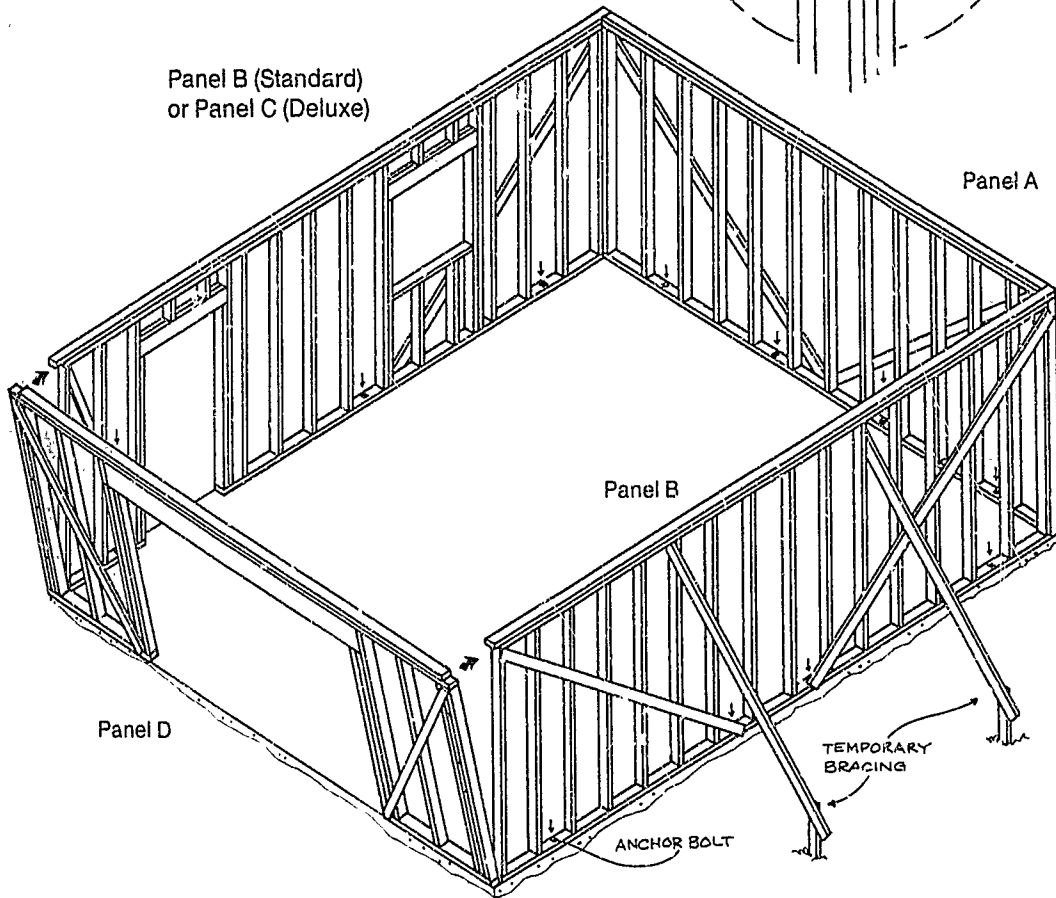 Panel B (Standard)
or Panel C (Deluxe)
Panel A
Panel B
Panel D
TEMPORARY
BRACING
ANCHOR BOLT